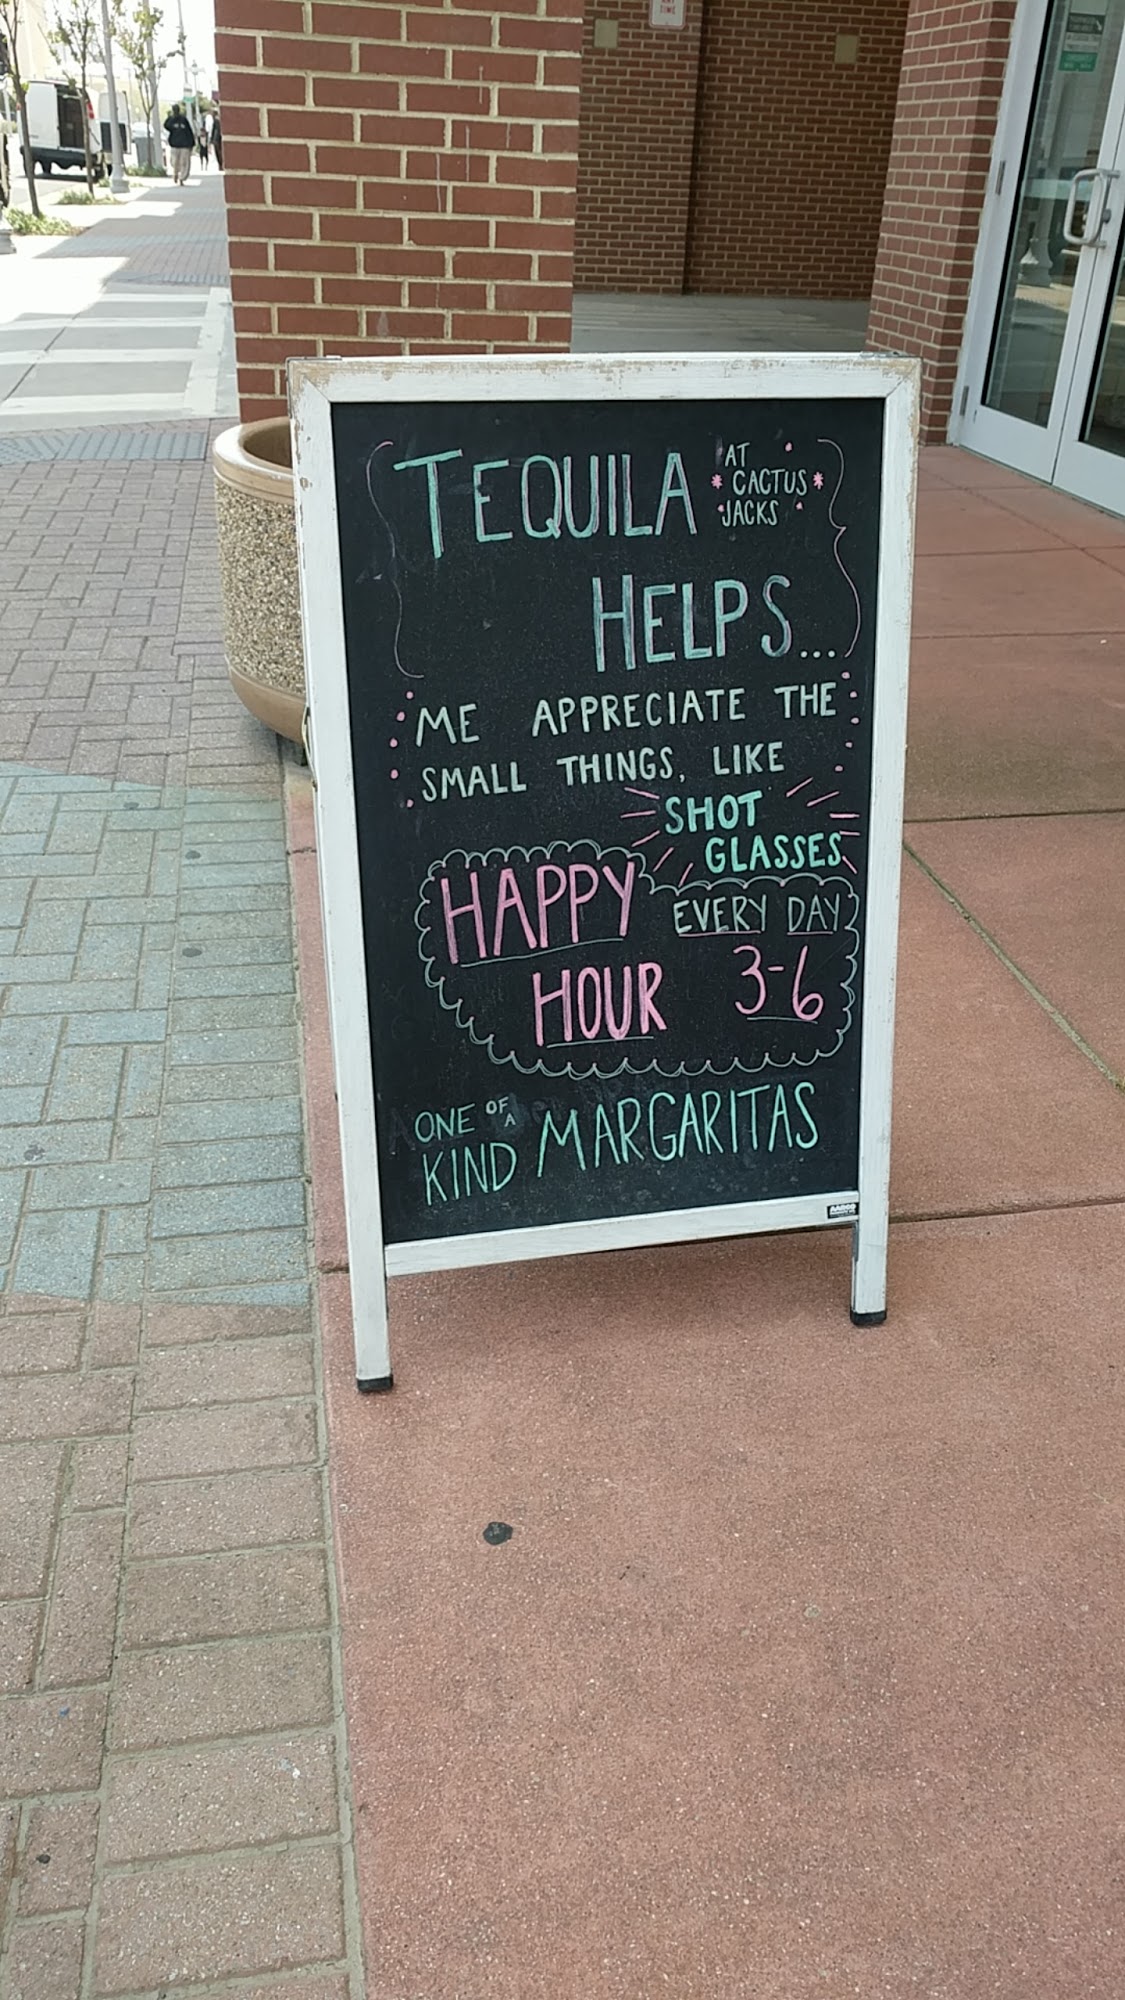 TEQUILA AT CACTUS JACKS
HELPS...
ME APPRECIATE THE
SMALL THINGS, LIKE
SHOT
GLASSES
HAPPY
HOUR
EVERY DAY
3-6
ONE OF A
KIND MARGARITAS
AARCO